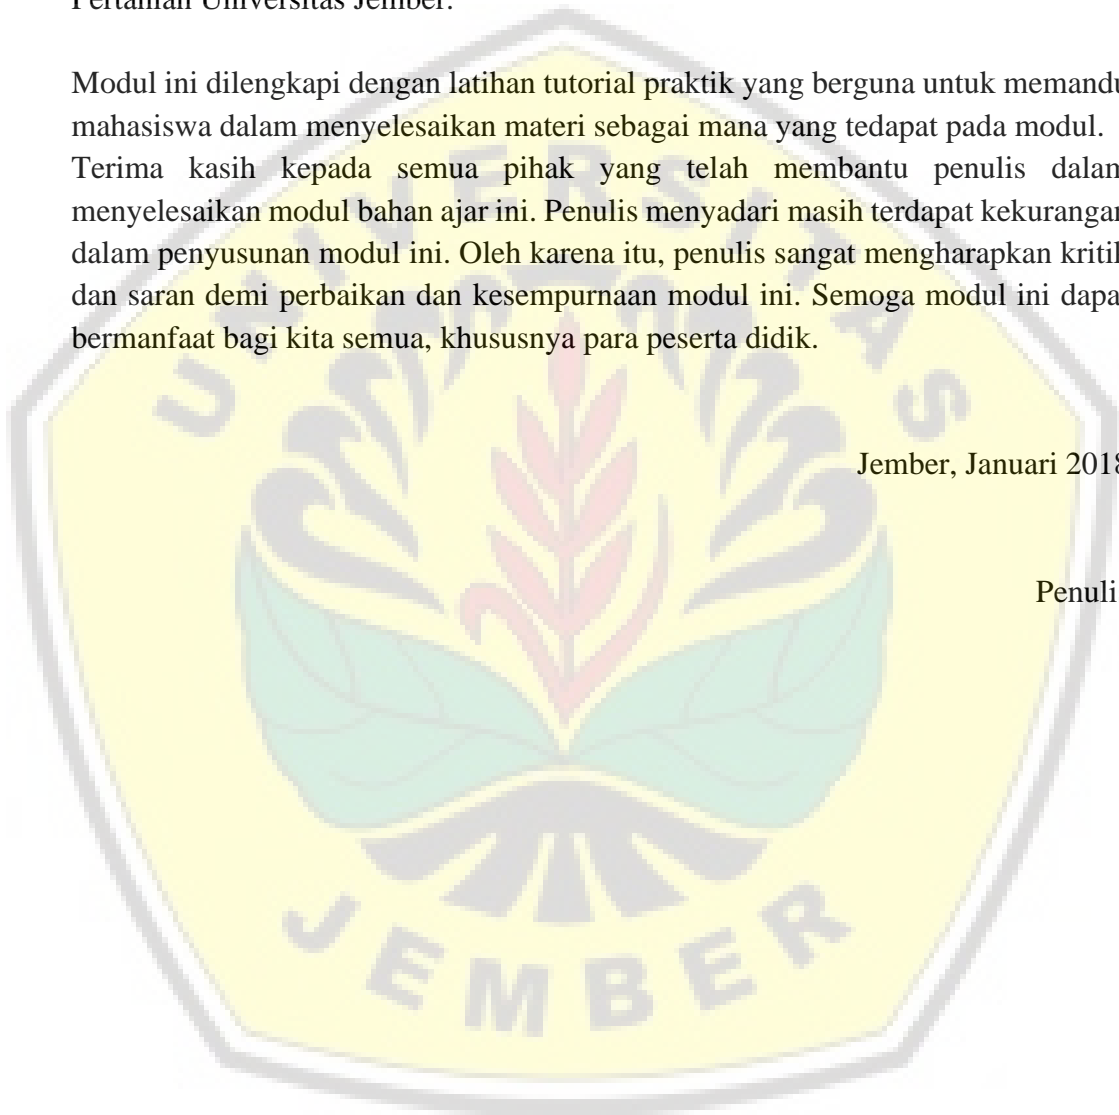 Pertanian Universitas Jember.
Modul ini dilengkapi dengan latihan tutorial praktik yang berguna untuk memandu
mahasiswa dalam menyelesaikan materi sebagai mana yang tedapat pada modul.
Terima kasih kepada semua pihak yang telah membantu penulis dalam
menyelesaikan modul bahan ajar ini. Penulis menyadari masih terdapat kekurangan
dalam penyusunan modul ini. Oleh karena itu, penulis sangat mengharapkan kritik
dan saran demi perbaikan dan kesempurnaan modul ini. Semoga modul ini dapa
bermanfaat bagi kita semua, khususnya para peserta didik.
Jember, Januari 2018
Penuli
UNIVERSITAS
JEMBER